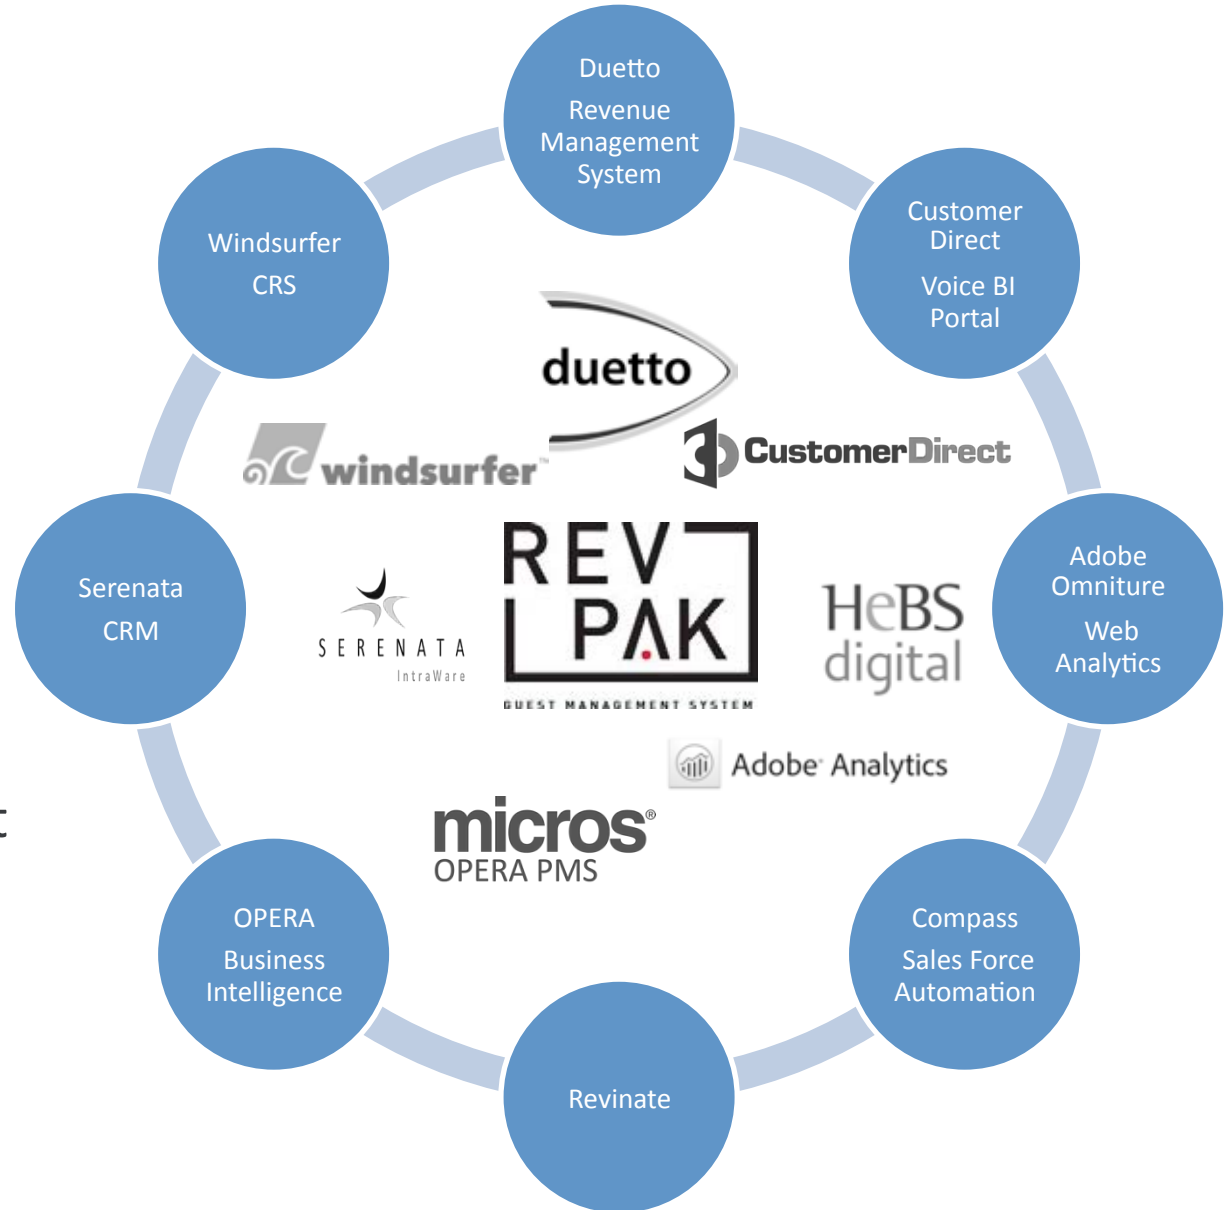 Duetto
Revenue
Management
System
Customer
Direct
Voice BI
Portal
Windsurfer
CRS
duetto
CustomerDirect
windsurfer™
REV
PAK
GUEST MANAGEMENT SYSTEM
Serenata
CRM
SERENATA
IntraWare
HeBS
digital
Adobe
Omniture
Web
Analytics
Adobe® Analytics
micros®
OPERA PMS
t
OPERA
Business
Intelligence
Compass
Sales Force
Automation
Revinate